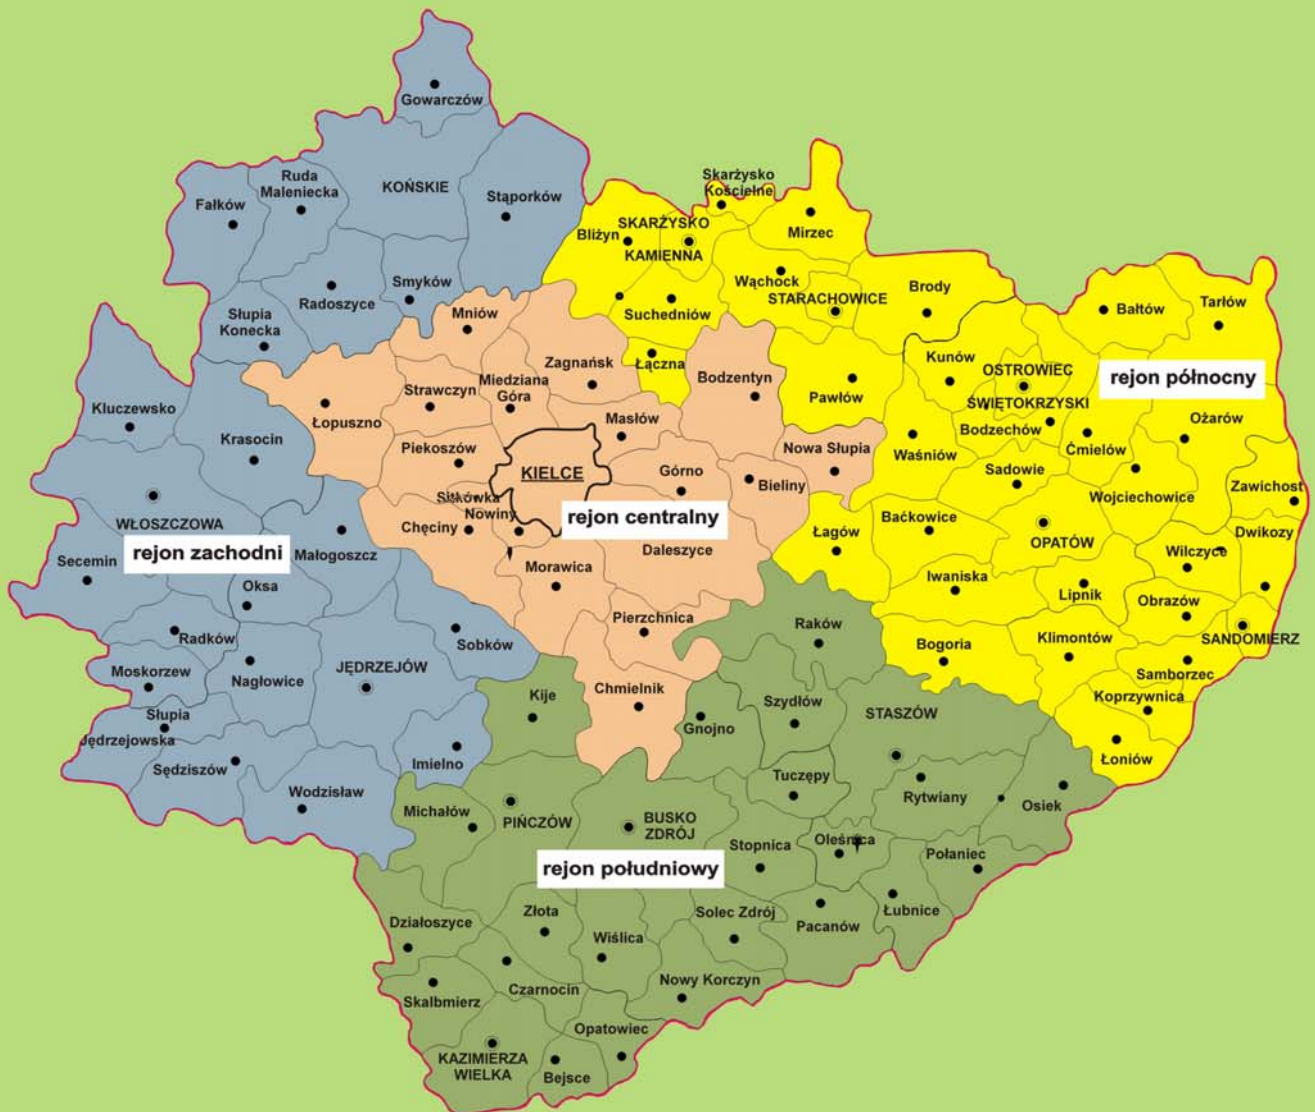 Gowarczów
Ruda
Maleniecka
KOŃSKIE
Stąporków
Fałków
Skarżysko
Kościelne
SKARŻYSKO
KAMIENNA
Bliżyn
Mirzec
Wąchock
STARACHOWICE
Brody
Smyków
Radoszyce
Słupia
Konecka
Mniów
Suchedniów
Bałtów
Tarłów
Łączna
Zagnańsk
Bodzentyn
Kunów
OSTROWIEC
ŚWIĘTOKRZYSKI
rejon północny
Strawczyn
Miedziana
Góra
Pawłów
Kluczewsko
Łopuszno
Masłów
Bodzechów
Ożarów
Krasocin
Piekoszów
KIELCE
Górno
Nowa Słupia
Waśniów
Ćmielów
Sadowie
Bieliny
Wojciechowice
Zawichost
Sitkówka
Nowiny
WŁOSZCZOWA
Chęciny
rejon centralny
Łagów
Baćkowice
OPATÓW
Dwikozy
rejon zachodni
Małogoszcz
Daleszyce
Wilczyce
Secemin
Morawica
Iwaniska
Lipnik
Oksa
Obrazów
Pierzchnica
Raków
Radków
Sobków
Bogoria
Klimontów
SANDOMIERZ
Moskorzew
Nagłowice
JĘDRZEJÓW
Samborzec
Chmielnik
Kije
Koprzywnica
Szydłów
STASZÓW
Słupia
Jędrzejowska
Gnojno
Łoniów
Sędziszów
Imielno
Tuczępy
Wodzisław
Rytwiany
Osiek
Michałów
PIŃCZÓW
BUSKO
ZDRÓJ
Stopnica
Oleśnica
Połaniec
rejon południowy
Łubnice
Złota
Solec Zdrój
Pacanów
Działoszyce
Wiślica
Nowy Korczyn
Czarnocin
Skalbmierz
Opatowiec
KAZIMIERZA
WIELKA
Bejsce